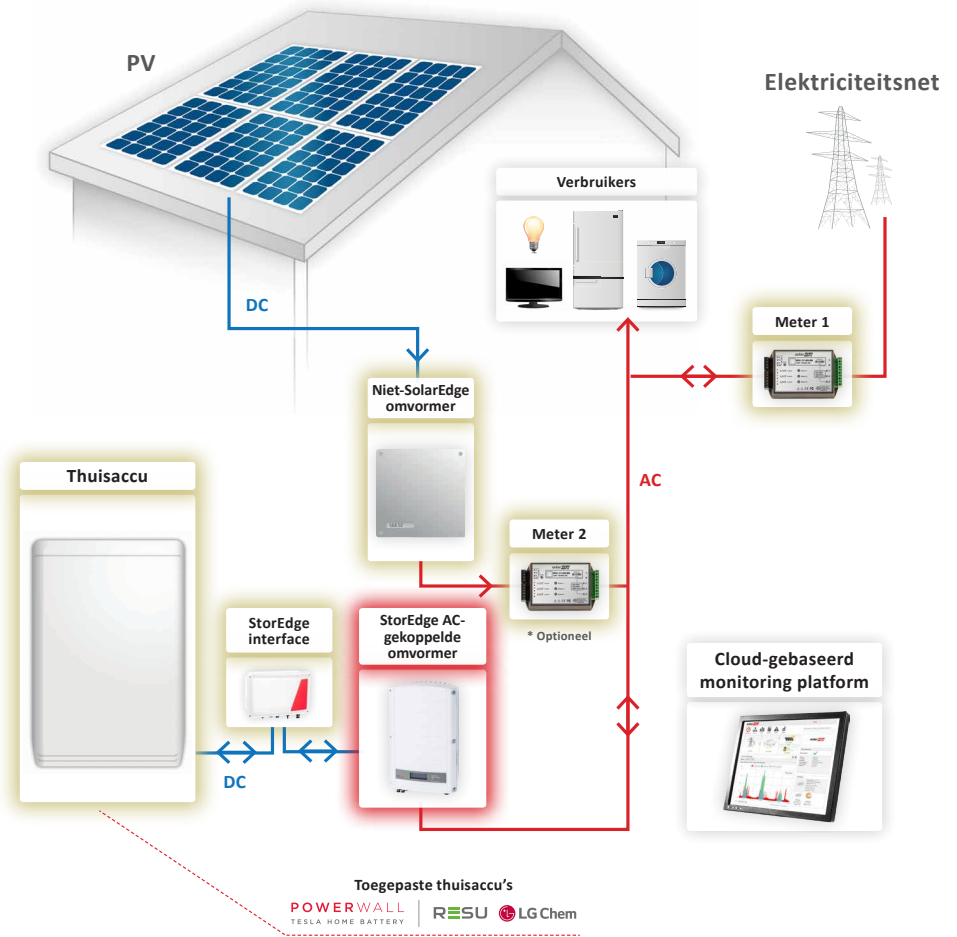 PV
Elektriciteitsnet
Verbruikers
DC
Meter 1
Niet-SolarEdge
omvormer
Thuisaccu
AC
Meter 2
StorEdge
interface
StorEdge AC-
gekoppelde
omvormer
* Optioneel
Cloud-gebaseerd
monitoring platform
DC
Toegepaste thuisaccu's
POWERWALL
TESLA HOME BATTERY
RESU
LG Chem